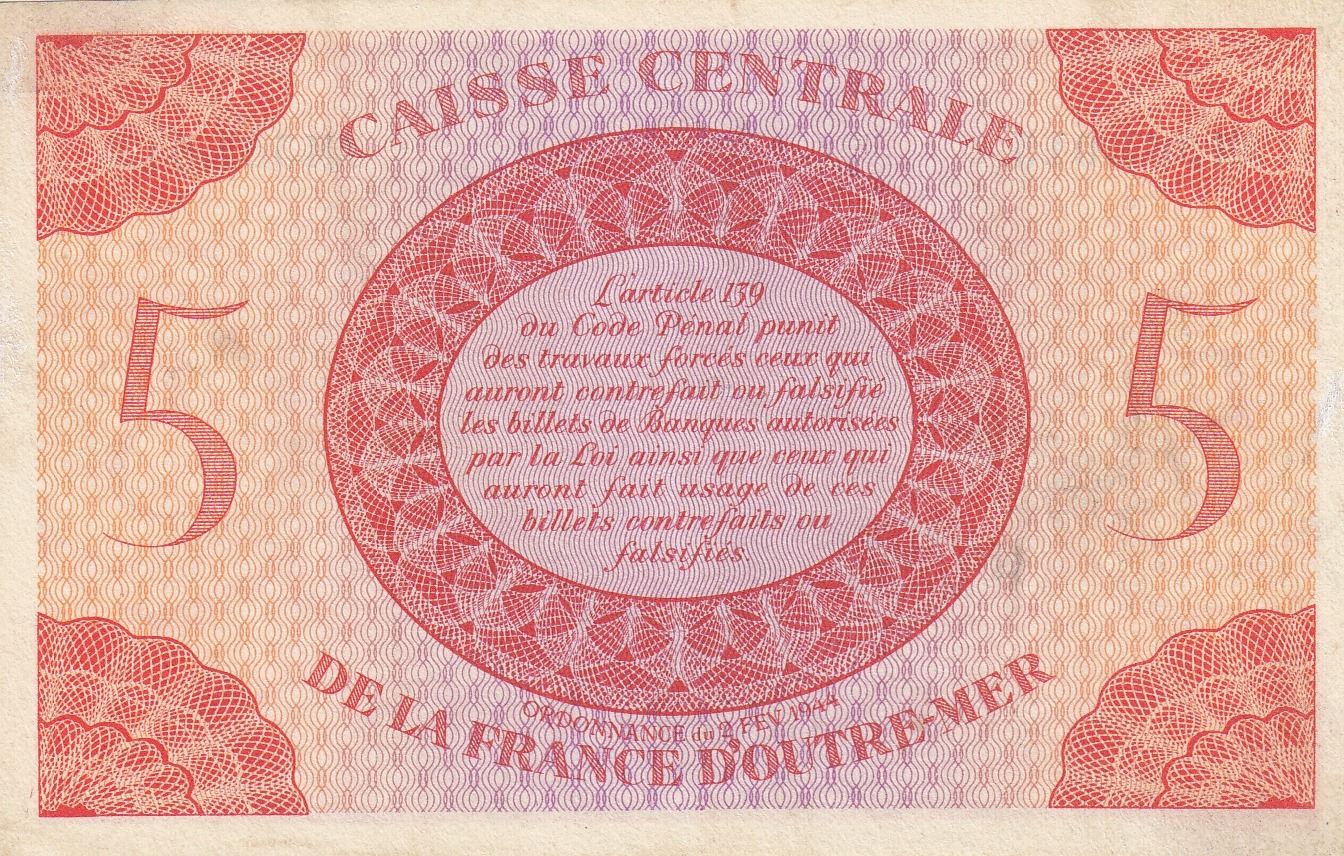 CAISSE CENTRALE
5
L'article 139
du Code Pénal punit
des travaux forcés ceux qui
auront contrefait ou falsifié
les billets de Banques autorisées
par la Loi ainsi que ceux qui
auront fait usage de ces
billets contrefaits ou
falsifiés.
5
ORDONNANCE du 2 FEV 1944
DE LA FRANCE D'OUTRE-MER